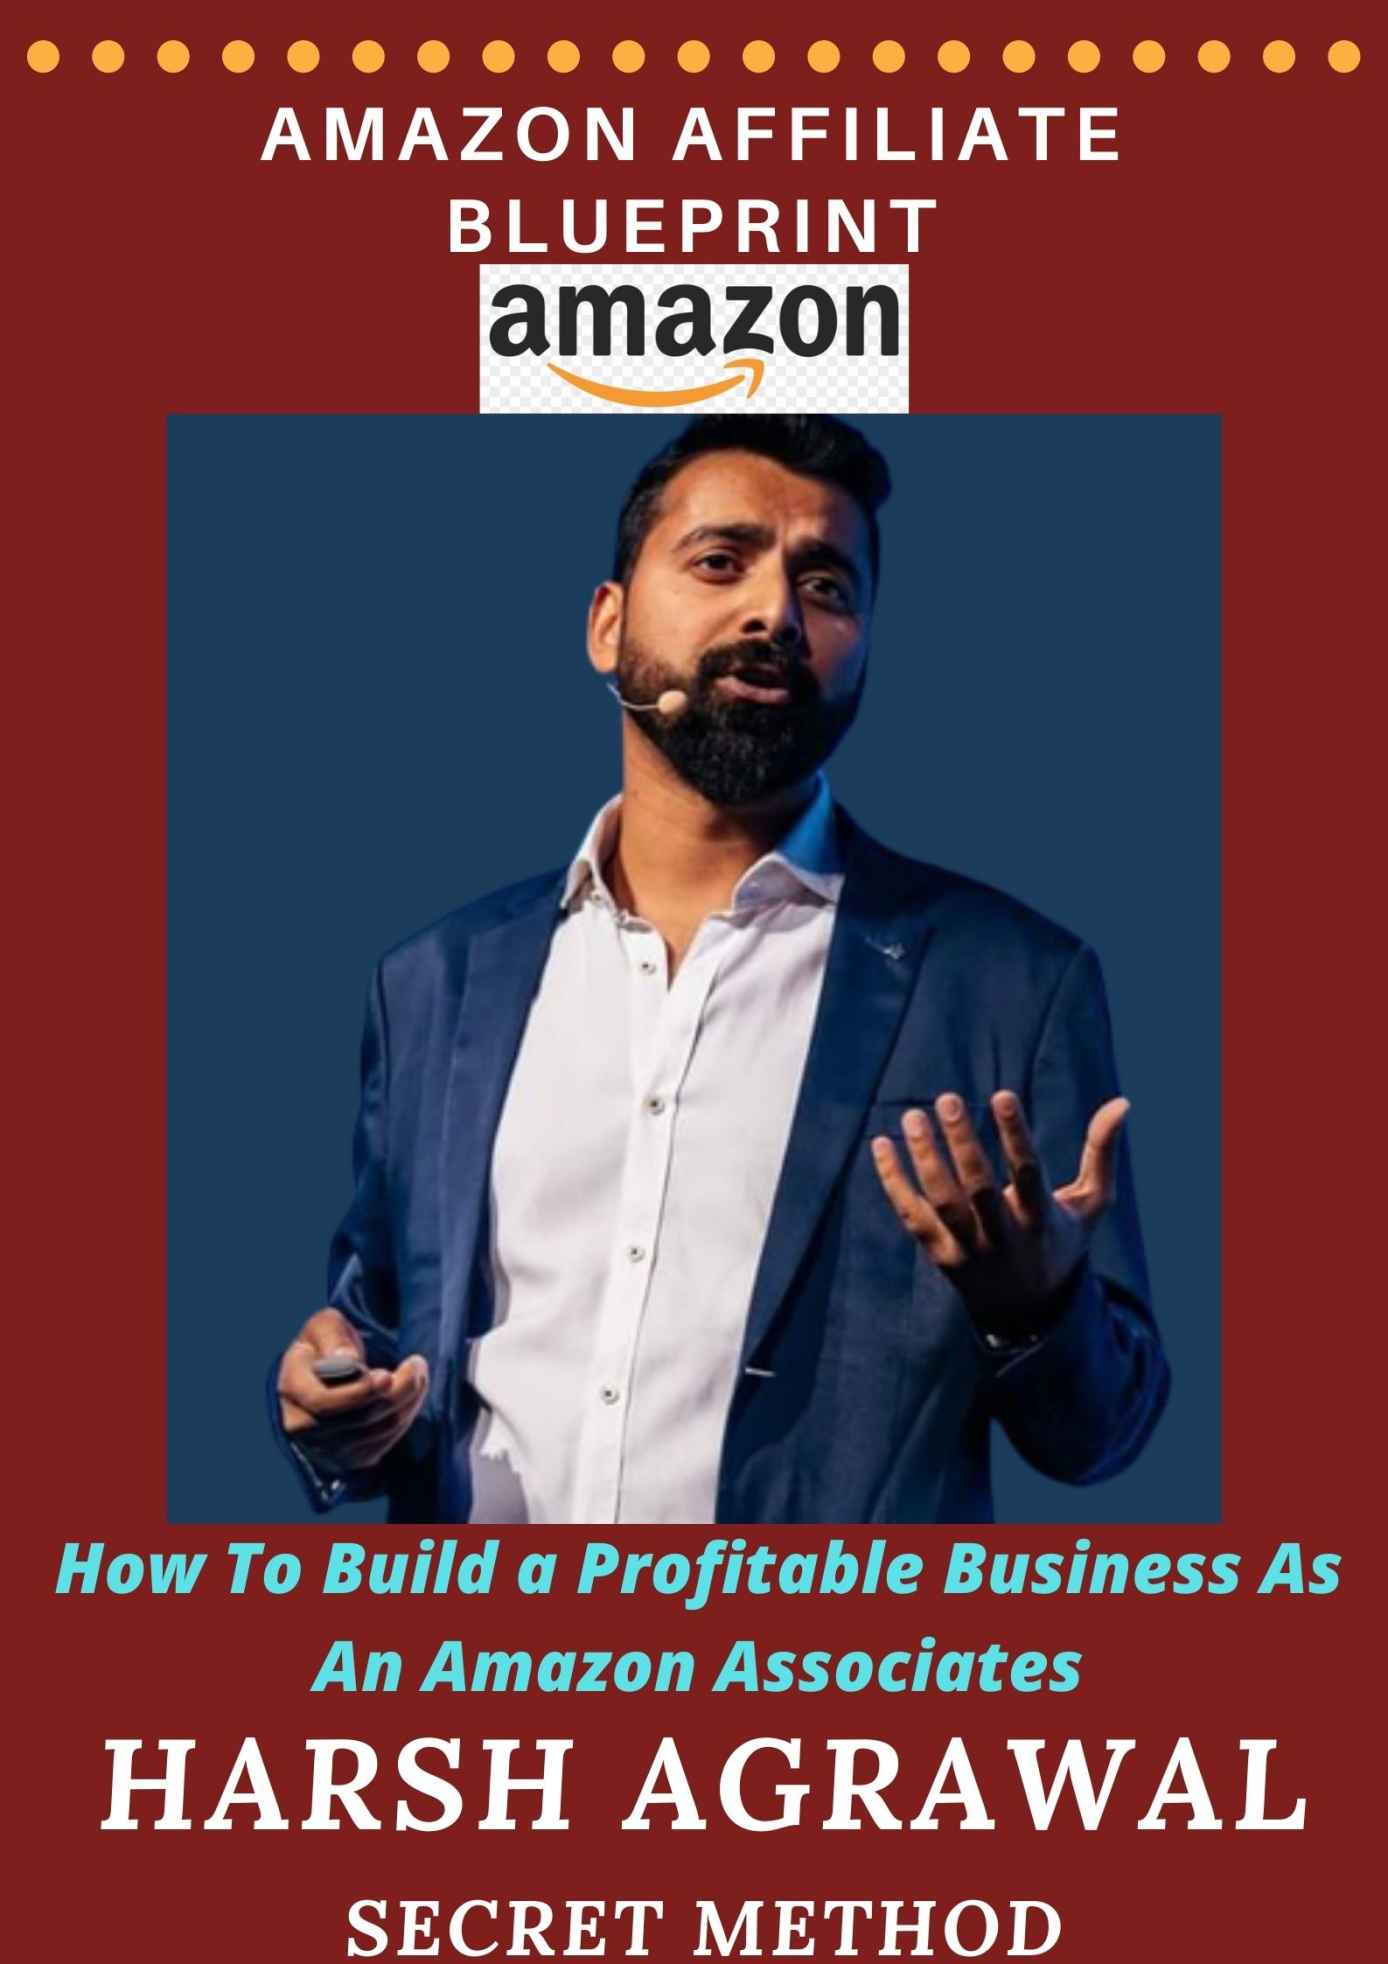 AMAZON AFFILIATE
BLUEPRINT
amazon
How To Build a Profitable Business As
An Amazon Associates
HARSH AGRAWAL
SECRET METHOD